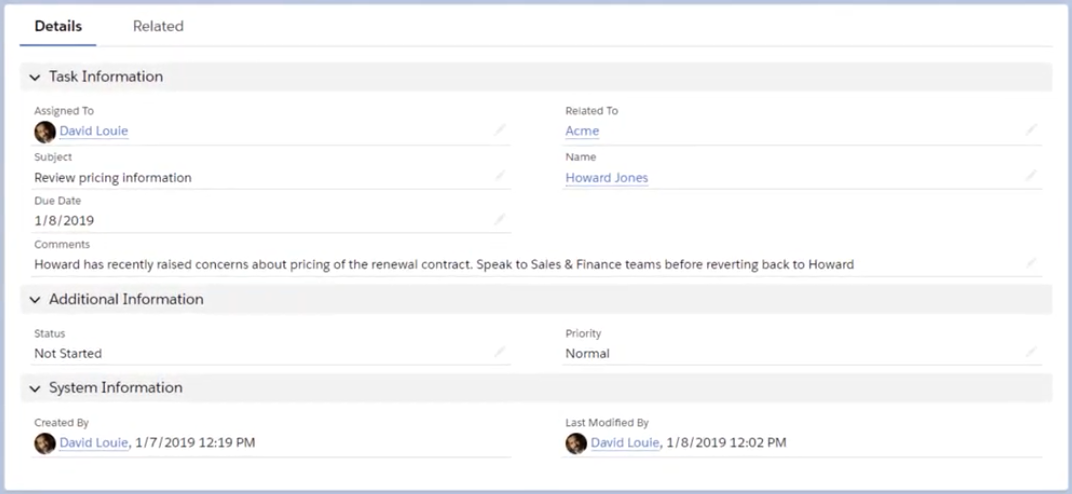 Details Related
Task Information
Assigned To Related To
David Louie Acme
Subject Name
Review pricing information Howard Jones
Due Date
1/8/2019
Comments
Howard has recently raised concerns about pricing of the renewal contract. Speak to Sales & Finance teams before reverting back to Howard
Additional Information
Status Priority
Not Started Normal
System Information
Created By Last Modified By
David Louie, 1/7/2019 12:19 PM David Louie, 1/8/2019 12:02 PM